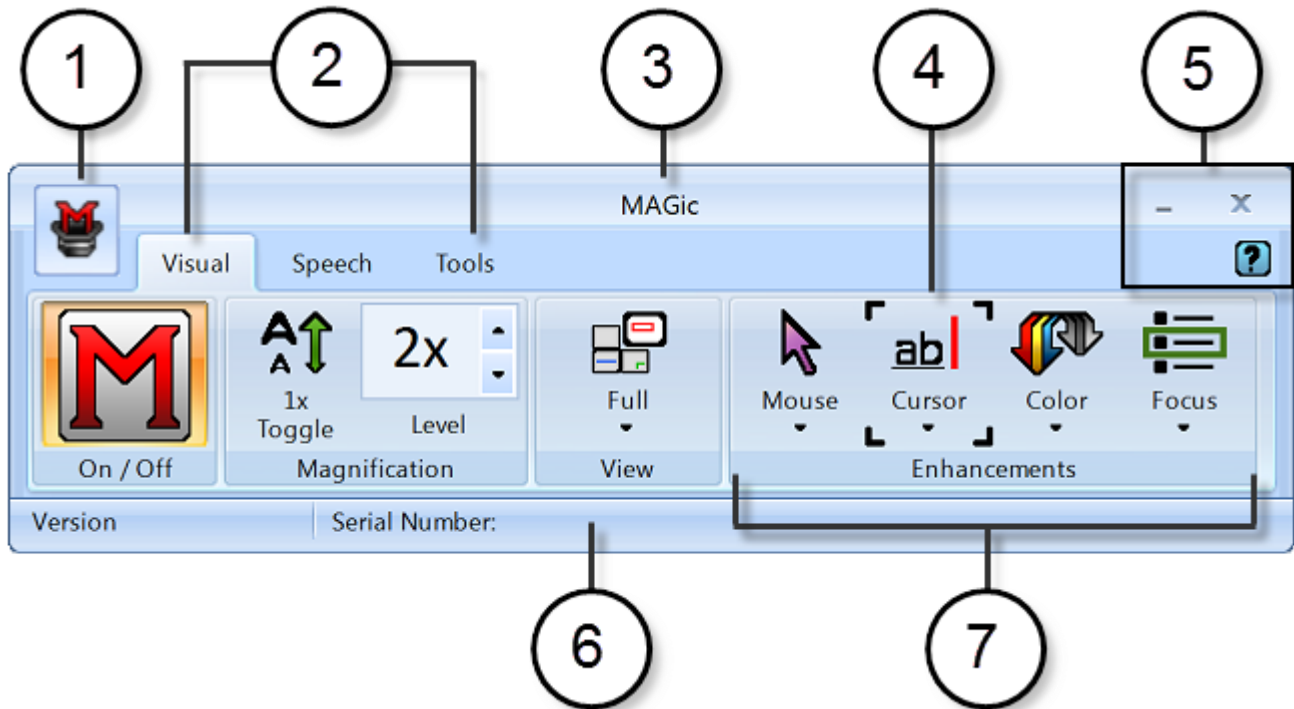 1 2 3 4 5
MAGic
Visual Speech Tools
2x
ab
1x Toggle Level Full Mouse Cursor Color Focus
On / Off Magnification View Enhancements
Version Serial Number:
6 7